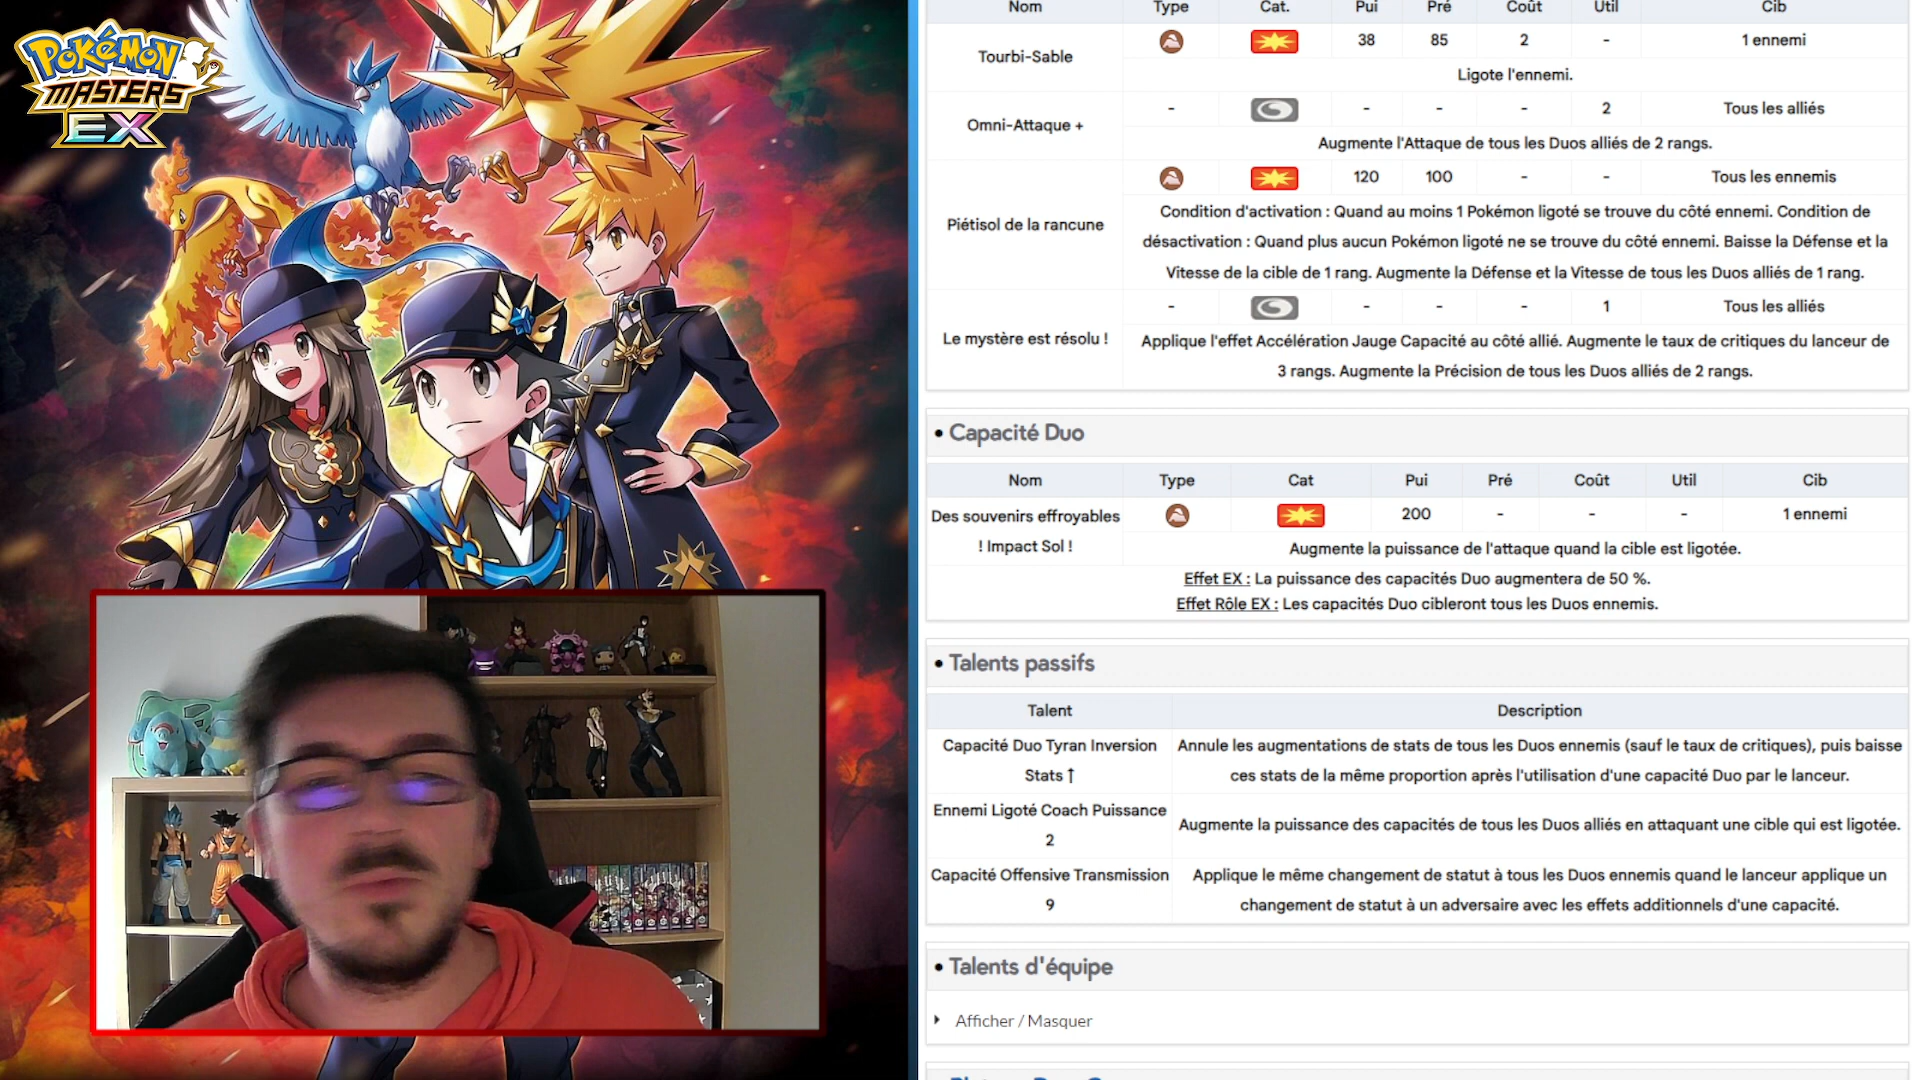 POKéMON
MASTERS
EX
Nom Type Cat. Pui Pré Coût Util Cib
Tourbi-Sable 38 85 2 - 1 ennemi
Ligote l'ennemi.
Omni-Attaque + - - - - 2 Tous les alliés
Augmente l'Attaque de tous les Duos alliés de 2 rangs.
Piétisol de la rancune 120 100 - - Tous les ennemis
Condition d'activation : Quand au moins 1 Pokémon ligoté se trouve du côté ennemi. Condition de
désactivation : Quand plus aucun Pokémon ligoté ne se trouve du côté ennemi. Baisse la Défense et la
Vitesse de la cible de 1 rang. Augmente la Défense et la Vitesse de tous les Duos alliés de 1 rang.
Le mystère est résolu ! - - - - 1 Tous les alliés
Applique l'effet Accélération Jauge Capacité au côté allié. Augmente le taux de critiques du lanceur de
3 rangs. Augmente la Précision de tous les Duos alliés de 2 rangs.
• Capacité Duo
Nom Type Cat Pui Pré Coût Util Cib
Des souvenirs effroyables
! Impact Sol ! 200 - - - 1 ennemi
Augmente la puissance de l'attaque quand la cible est ligotée.
Effet EX : La puissance des capacités Duo augmentera de 50 %.
Effet Rôle EX : Les capacités Duo cibleront tous les Duos ennemis.
• Talents passifs
Talent Description
Capacité Duo Tyran Inversion
Stats ↑
Annule les augmentations de stats de tous les Duos ennemis (sauf le taux de critiques), puis baisse
ces stats de la même proportion après l'utilisation d'une capacité Duo par le lanceur.
Ennemi Ligoté Coach Puissance
2
Augmente la puissance des capacités de tous les Duos alliés en attaquant une cible qui est ligotée.
Capacité Offensive Transmission
9
Applique le même changement de statut à tous les Duos ennemis quand le lanceur applique un
changement de statut à un adversaire avec les effets additionnels d'une capacité.
• Talents d'équipe
Afficher / Masquer